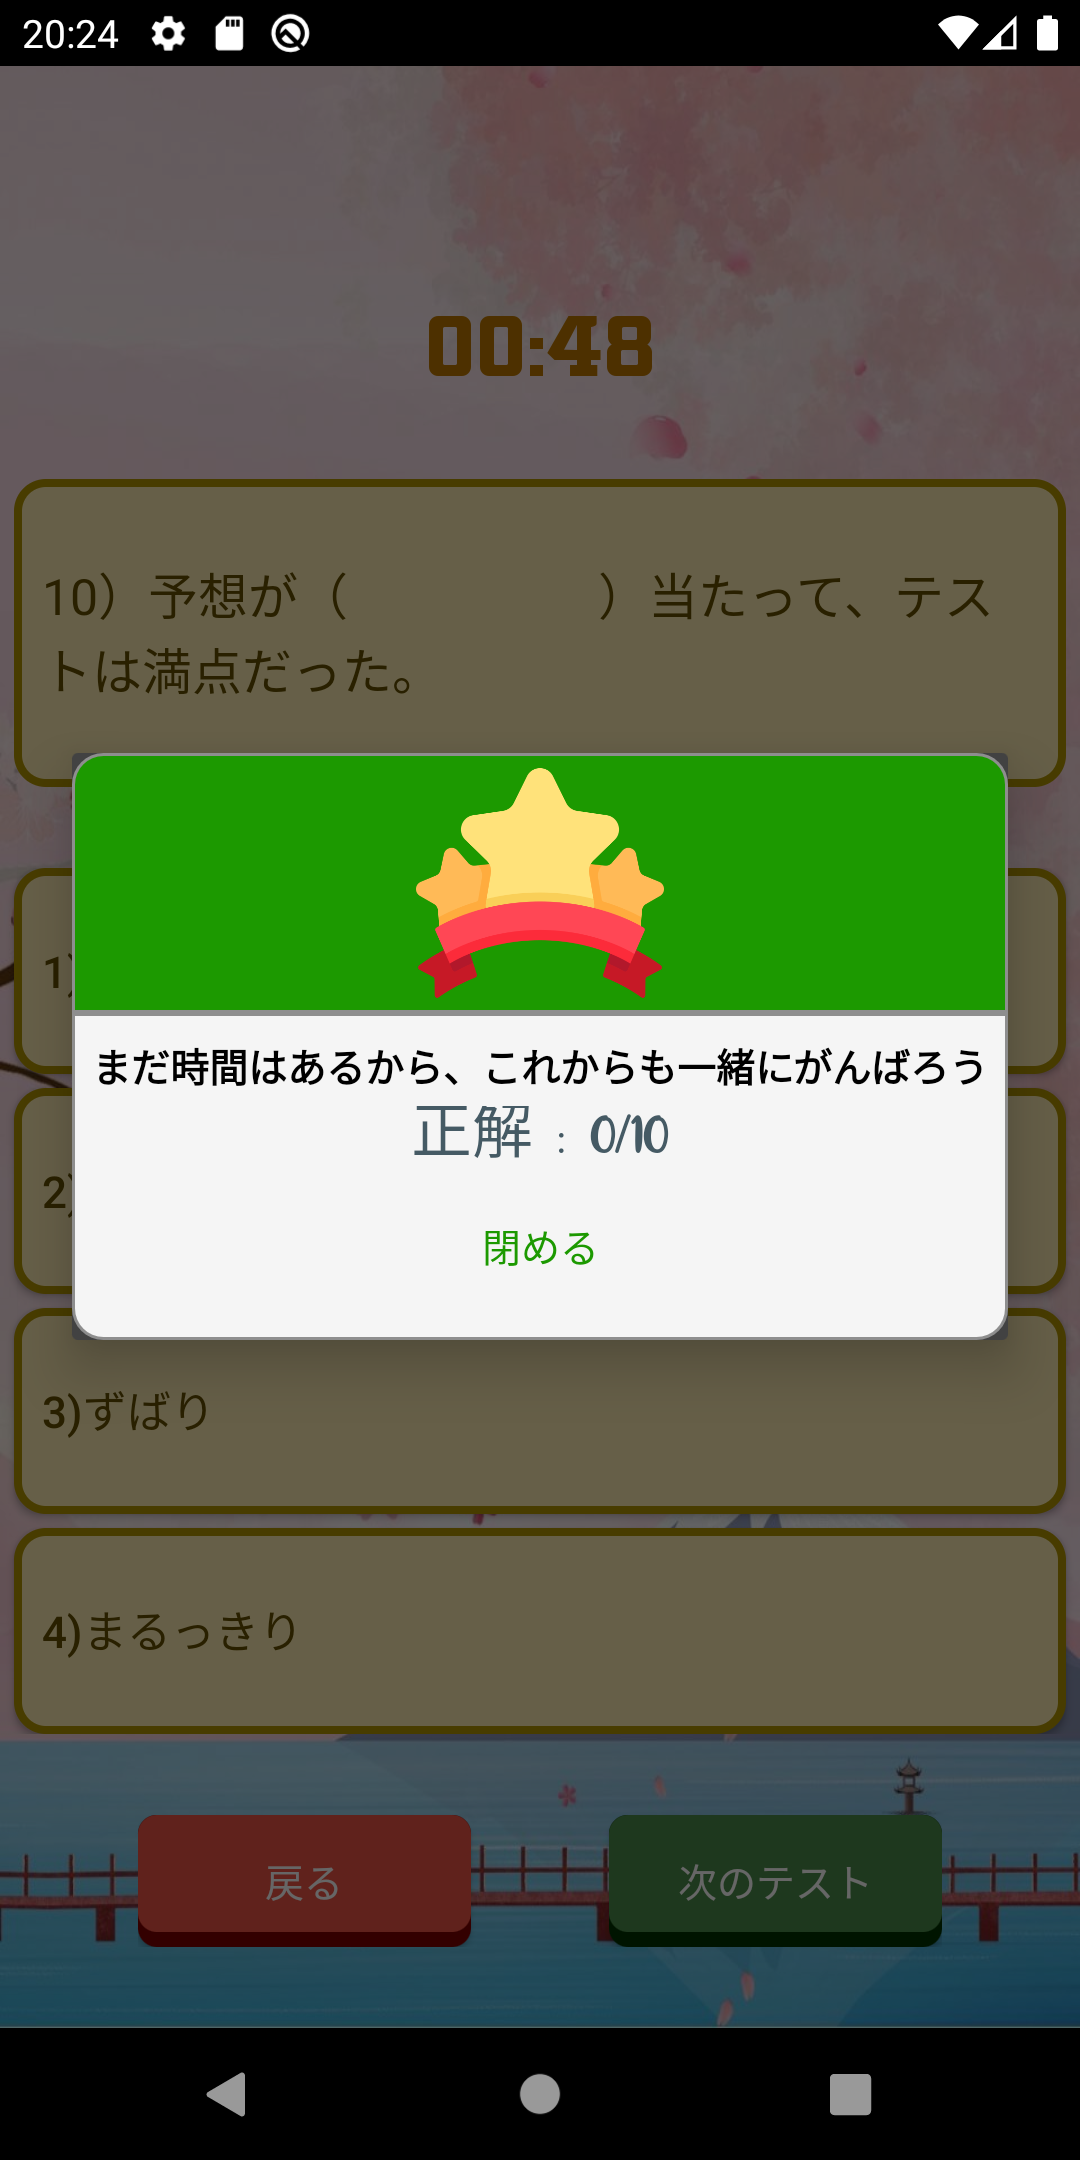 20:24
00:48
10）予想が（　　　　　）当たって、テス
トは満点だった。
まだ時間はあるから、これからも一緒にがんばろう
正解 : 0/10
閉める
1)
2)
3)ずばり
4)まるっきり
戻る
次のテスト